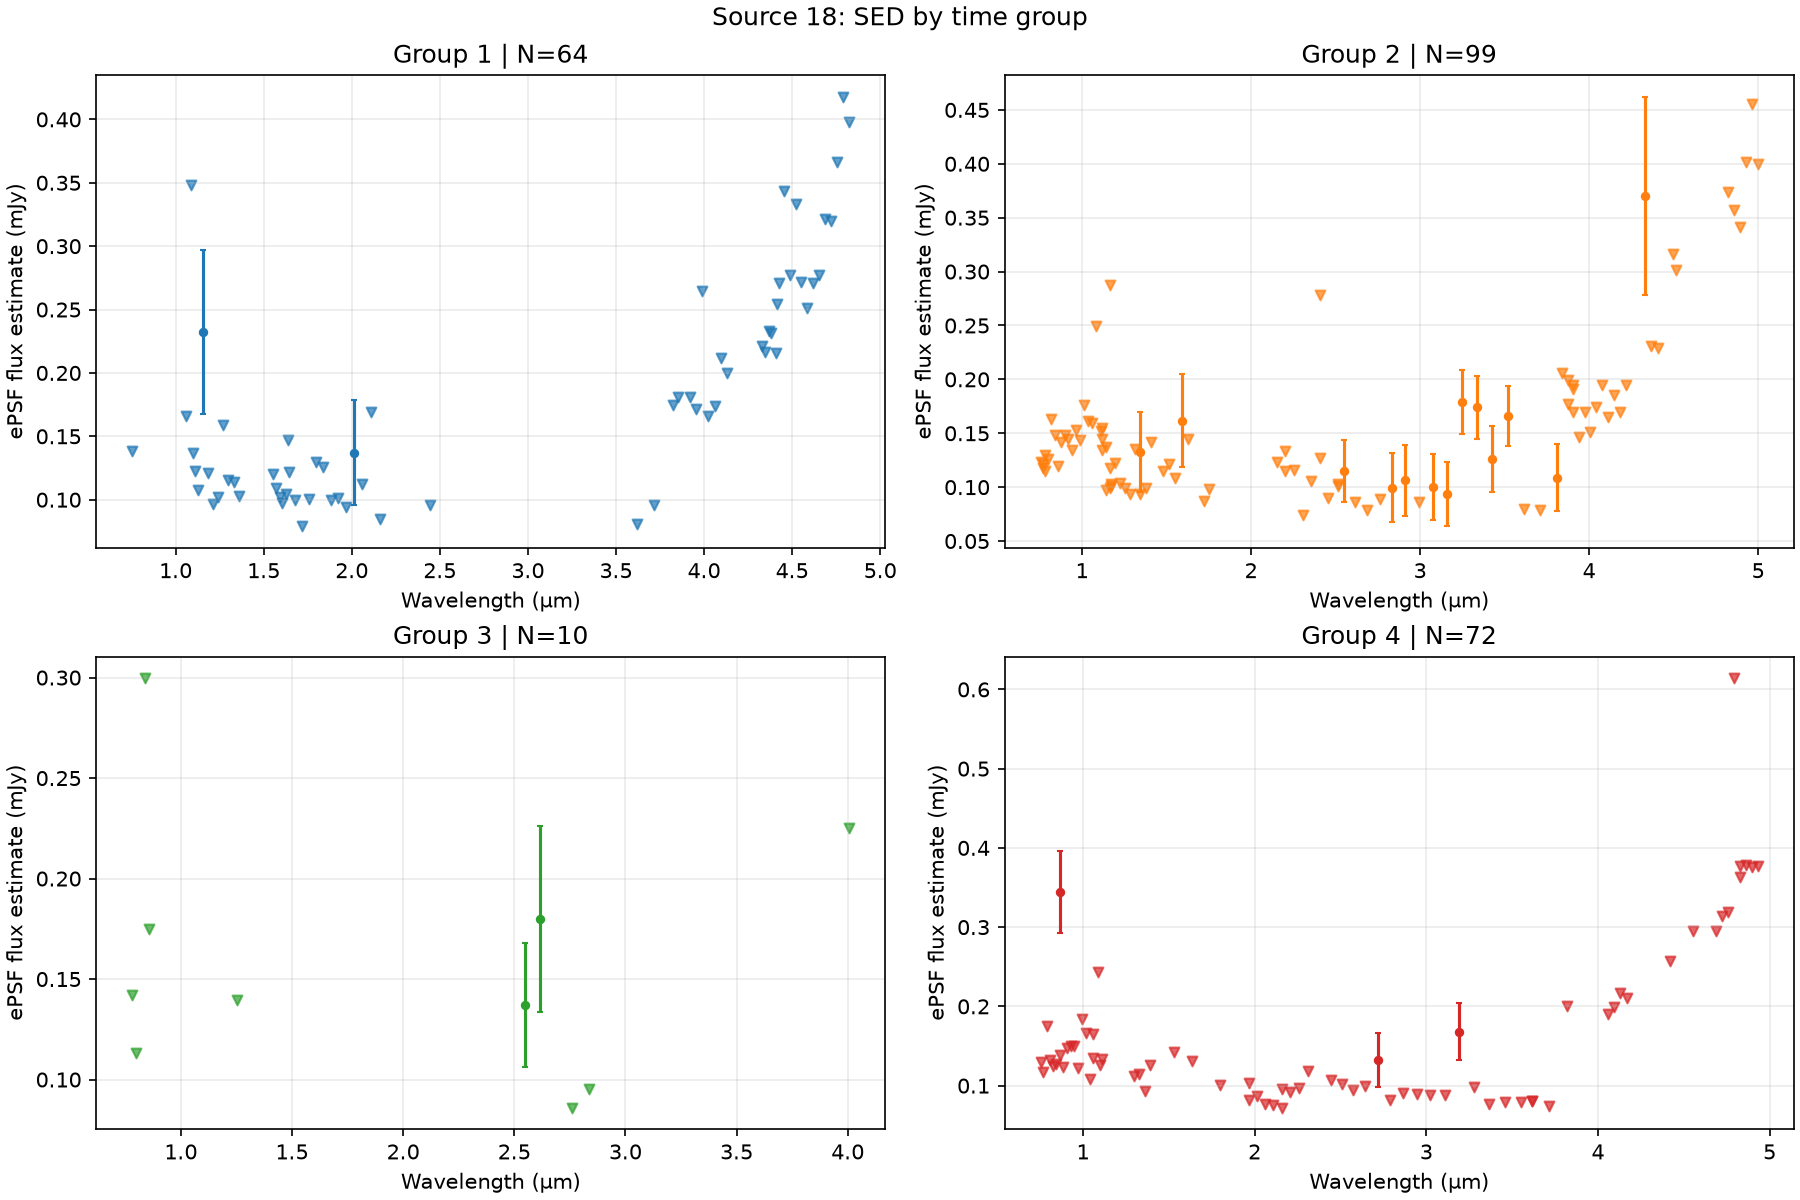 Source 18: SED by time group
Group 1 | N=64
ePSF flux estimate (mJy)
0.40
0.35
0.30
0.25
0.20
0.15
0.10
1.0 1.5 2.0 2.5 3.0 3.5 4.0 4.5 5.0
Wavelength (μm)
Group 2 | N=99
ePSF flux estimate (mJy)
0.45
0.40
0.35
0.30
0.25
0.20
0.15
0.10
0.05
1 2 3 4 5
Wavelength (μm)
Group 3 | N=10
ePSF flux estimate (mJy)
0.30
0.25
0.20
0.15
0.10
1.0 1.5 2.0 2.5 3.0 3.5 4.0
Wavelength (μm)
Group 4 | N=72
ePSF flux estimate (mJy)
0.6
0.5
0.4
0.3
0.2
0.1
1 2 3 4 5
Wavelength (μm)